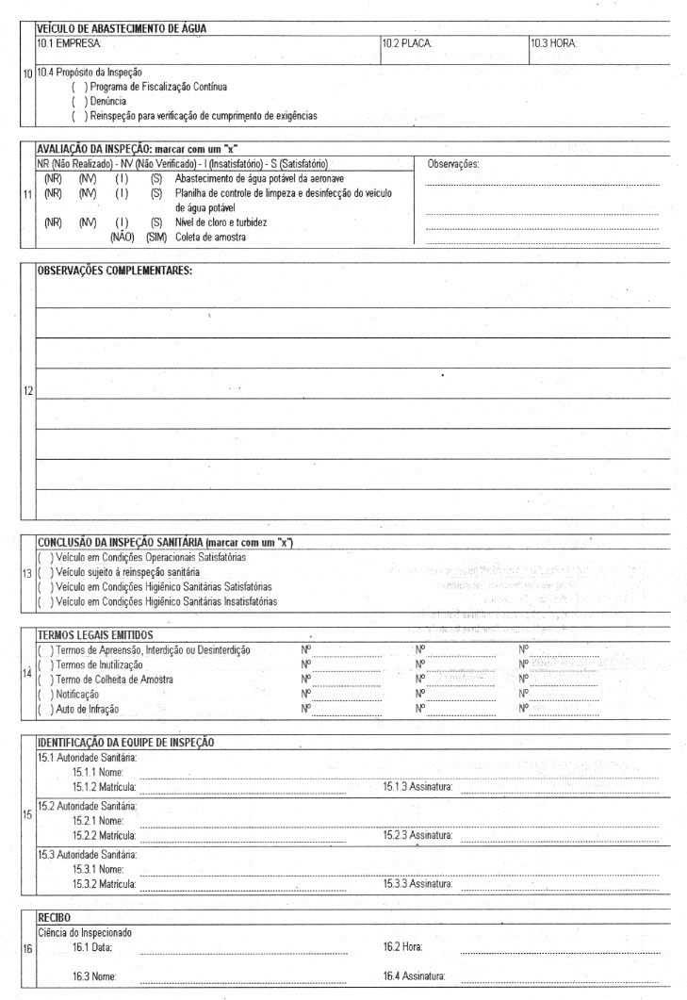 VEÍCULO DE ABASTECIMENTO DE ÁGUA
10.1 EMPRESA: 10.2 PLACA: 10.3 HORA:
10 10.4 Propósito da Inspeção
( ) Programa de Fiscalização Contínua
( ) Denúncia
( ) Reinspeção para verificação de cumprimento de exigências
AVALIAÇÃO DA INSPEÇÃO: marcar com um "x"
NR (Não Realizado) - NV (Não Verificado) - I (Insatisfatório) - S (Satisfatório) Observações:
(NR) (NV) ( I ) (S) Abastecimento de água potável da aeronave
11 (NR) (NV) ( I ) (S) Planilha de controle de limpeza e desinfecção do veículo
de água potável
(NR) (NV) ( I ) (S) Nível de cloro e turbidez
(NÃO) (SIM) Coleta de amostra
OBSERVAÇÕES COMPLEMENTARES:
12
CONCLUSÃO DA INSPEÇÃO SANITÁRIA (marcar com um "x")
( ) Veículo em Condições Operacionais Satisfatórias
13 ( ) Veículo sujeito à reinspeção sanitária
( ) Veículo em Condições Higiênico Sanitárias Satisfatórias
( ) Veículo em Condições Higiênico Sanitárias Insatisfatórias
TERMOS LEGAIS EMITIDOS
( ) Termos de Apreensão, Interdição ou Desinterdição Nº Nº Nº
( ) Termos de Inutilização Nº Nº Nº
14 ( ) Termo de Colheita de Amostra Nº Nº Nº
( ) Notificação Nº Nº Nº
( ) Auto de Infração Nº Nº Nº
IDENTIFICAÇÃO DA EQUIPE DE INSPEÇÃO
15.1 Autoridade Sanitária:
15.1.1 Nome:
15.1.2 Matrícula: 15.1.3 Assinatura:
15 15.2 Autoridade Sanitária:
15.2.1 Nome:
15.2.2 Matrícula: 15.2.3 Assinatura:
15.3 Autoridade Sanitária:
15.3.1 Nome:
15.3.2 Matrícula: 15.3.3 Assinatura:
RECIBO
Ciência do Inspecionado
16 16.1 Data: 16.2 Hora:
16.3 Nome: 16.4 Assinatura: